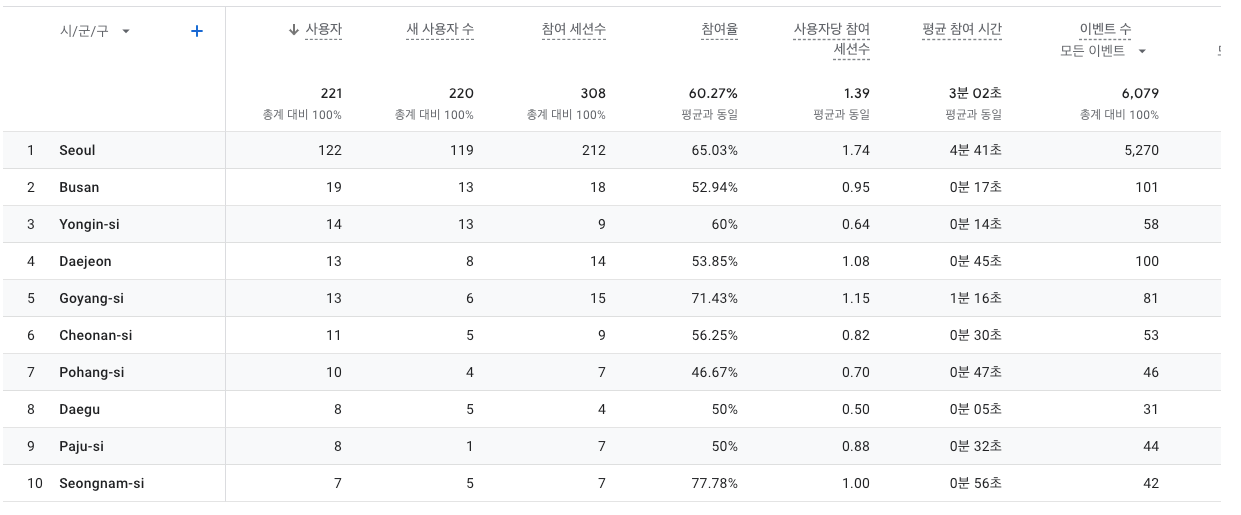 시/군/구 사용자 새 사용자 수 참여 세션수 참여율 사용자당 참여 평균 참여 시간 이벤트 수
세션수 모든 이벤트
221 220 308 60.27% 1.39 3분 02초 6,079
총계 대비 100% 총계 대비 100% 총계 대비 100% 평균과 동일 평균과 동일 평균과 동일 총계 대비 100%
1 Seoul 122 119 212 65.03% 1.74 4분 41초 5,270
2 Busan 19 13 18 52.94% 0.95 0분 17초 101
3 Yongin-si 14 13 9 60% 0.64 0분 14초 58
4 Daejeon 13 8 14 53.85% 1.08 0분 45초 100
5 Goyang-si 13 6 15 71.43% 1.15 1분 16초 81
6 Cheonan-si 11 5 9 56.25% 0.82 0분 30초 53
7 Pohang-si 10 4 7 46.67% 0.70 0분 47초 46
8 Daegu 8 5 4 50% 0.50 0분 05초 31
9 Paju-si 8 1 7 50% 0.88 0분 32초 44
10 Seongnam-si 7 5 7 77.78% 1.00 0분 56초 42